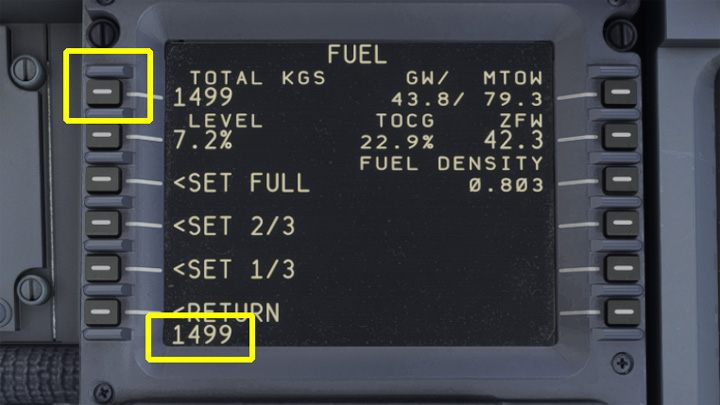 FUEL
TOTAL KGS GW/ MTOW
1499 43.8/ 79.3
LEVEL TOCG ZFW
7.2% 22.9% 42.3
FUEL DENSITY
<SET FULL 0.803
<SET 2/3
<SET 1/3
<RETURN
1499